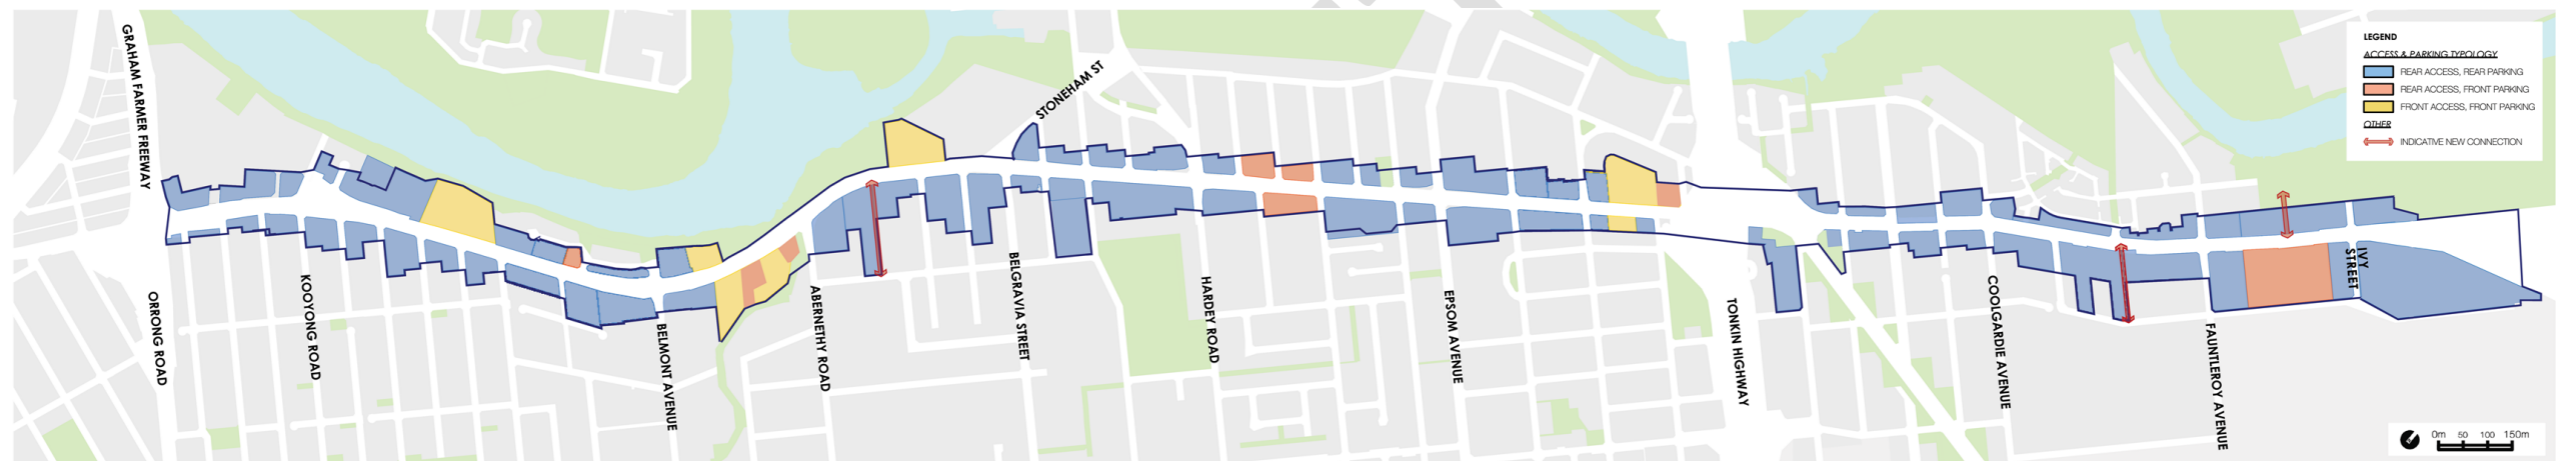 GRAHAM FARMER FREEWAY
ORRONG ROAD
KOOYONG ROAD
BELMONT AVENUE
ABERNETHY ROAD
STONEHAM ST
BELGRAVIA STREET
HARDEY ROAD
EPSOM AVENUE
TONKIN HIGHWAY
COOLGARDIE AVENUE
FAUNTLEROY AVENUE
IVY
STREET
LEGEND
ACCESS & PARKING TYPOLOGY
REAR ACCESS, REAR PARKING
REAR ACCESS, FRONT PARKING
FRONT ACCESS, FRONT PARKING
OTHER
INDICATIVE NEW CONNECTION
0m 50 100 150m